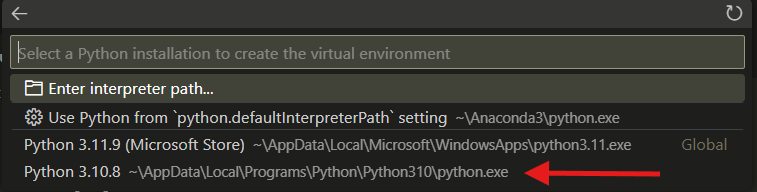 Select a Python installation to create the virtual environment
Enter interpreter path...
Use Python from `python.defaultInterpreterPath` setting ~\Anaconda3\python.exe
Python 3.11.9 (Microsoft Store) ~\AppData\Local\Microsoft\WindowsApps\python3.11.exe Global
Python 3.10.8 ~\AppData\Local\Programs\Python\Python310\python.exe